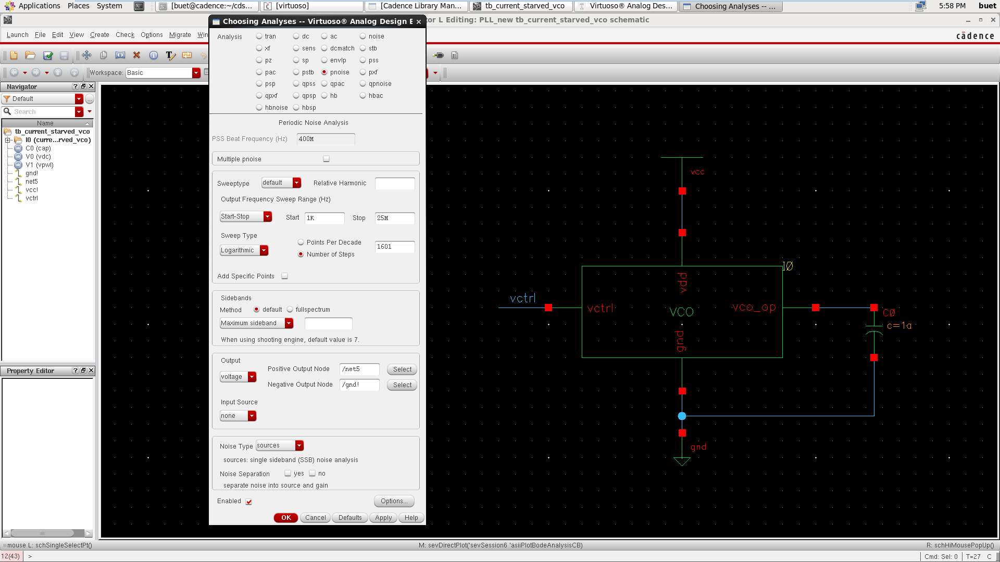 Applications Places System [buet@cadence:~/cds... [virtuoso] [Cadence Library Man... tb_current_starved_vco Virtuoso® Analog Des... Choosing Analyses -- ... 5:58 PM buet
Choosing Analyses -- Virtuoso® Analog Design E
or L Editing: PLL_new tb_current_starved_vco schematic
Launch File Edit View Create Check Options Migrate Win
cādence
Workspace: Basic
Navigator
Default
Search
Name
tb_current_starved_vco
I0 (curre...rved_vco)
C0 (cap)
V0 (vdc)
V1 (vpwl)
gnd!
net5
vcc!
vctrl
Property Editor
Analysis tran dc ac noise
xf sens dcmatch stb
pz sp envlp pss
pac pstb pnoise pxf
psp qpss qpac qpnoise
qpxf qpsp hb hbac
hbnoise hbsp
Periodic Noise Analysis
PSS Beat Frequency (Hz) 400M
Multiple pnoise
Sweeptype default Relative Harmonic
Output Frequency Sweep Range (Hz)
Start-Stop Start 1K Stop 25M
Sweep Type
Logarithmic Points Per Decade 1601
Number of Steps
Add Specific Points
Sidebands
Method default fullspectrum
Maximum sideband
When using shooting engine, default value is 7.
Output
voltage Positive Output Node /net5 Select
Negative Output Node /gnd! Select
Input Source
none
Noise Type sources
sources: single sideband (SSB) noise analysis
Noise Separation yes no
separate noise into source and gain
Enabled Options...
OK Cancel Defaults Apply Help
vcc
I0
vdd
vctrl
vctrl VCO vco_op
C0
c=1a
gnd
gnd
mouse L: schSingleSelectPt() M: sevDirectPlot('sevSession6 'asiiPlotBodeAnalysisCB) R: schHiMousePopUp()
12(43) > Cmd: Sel: 0 T=27 C